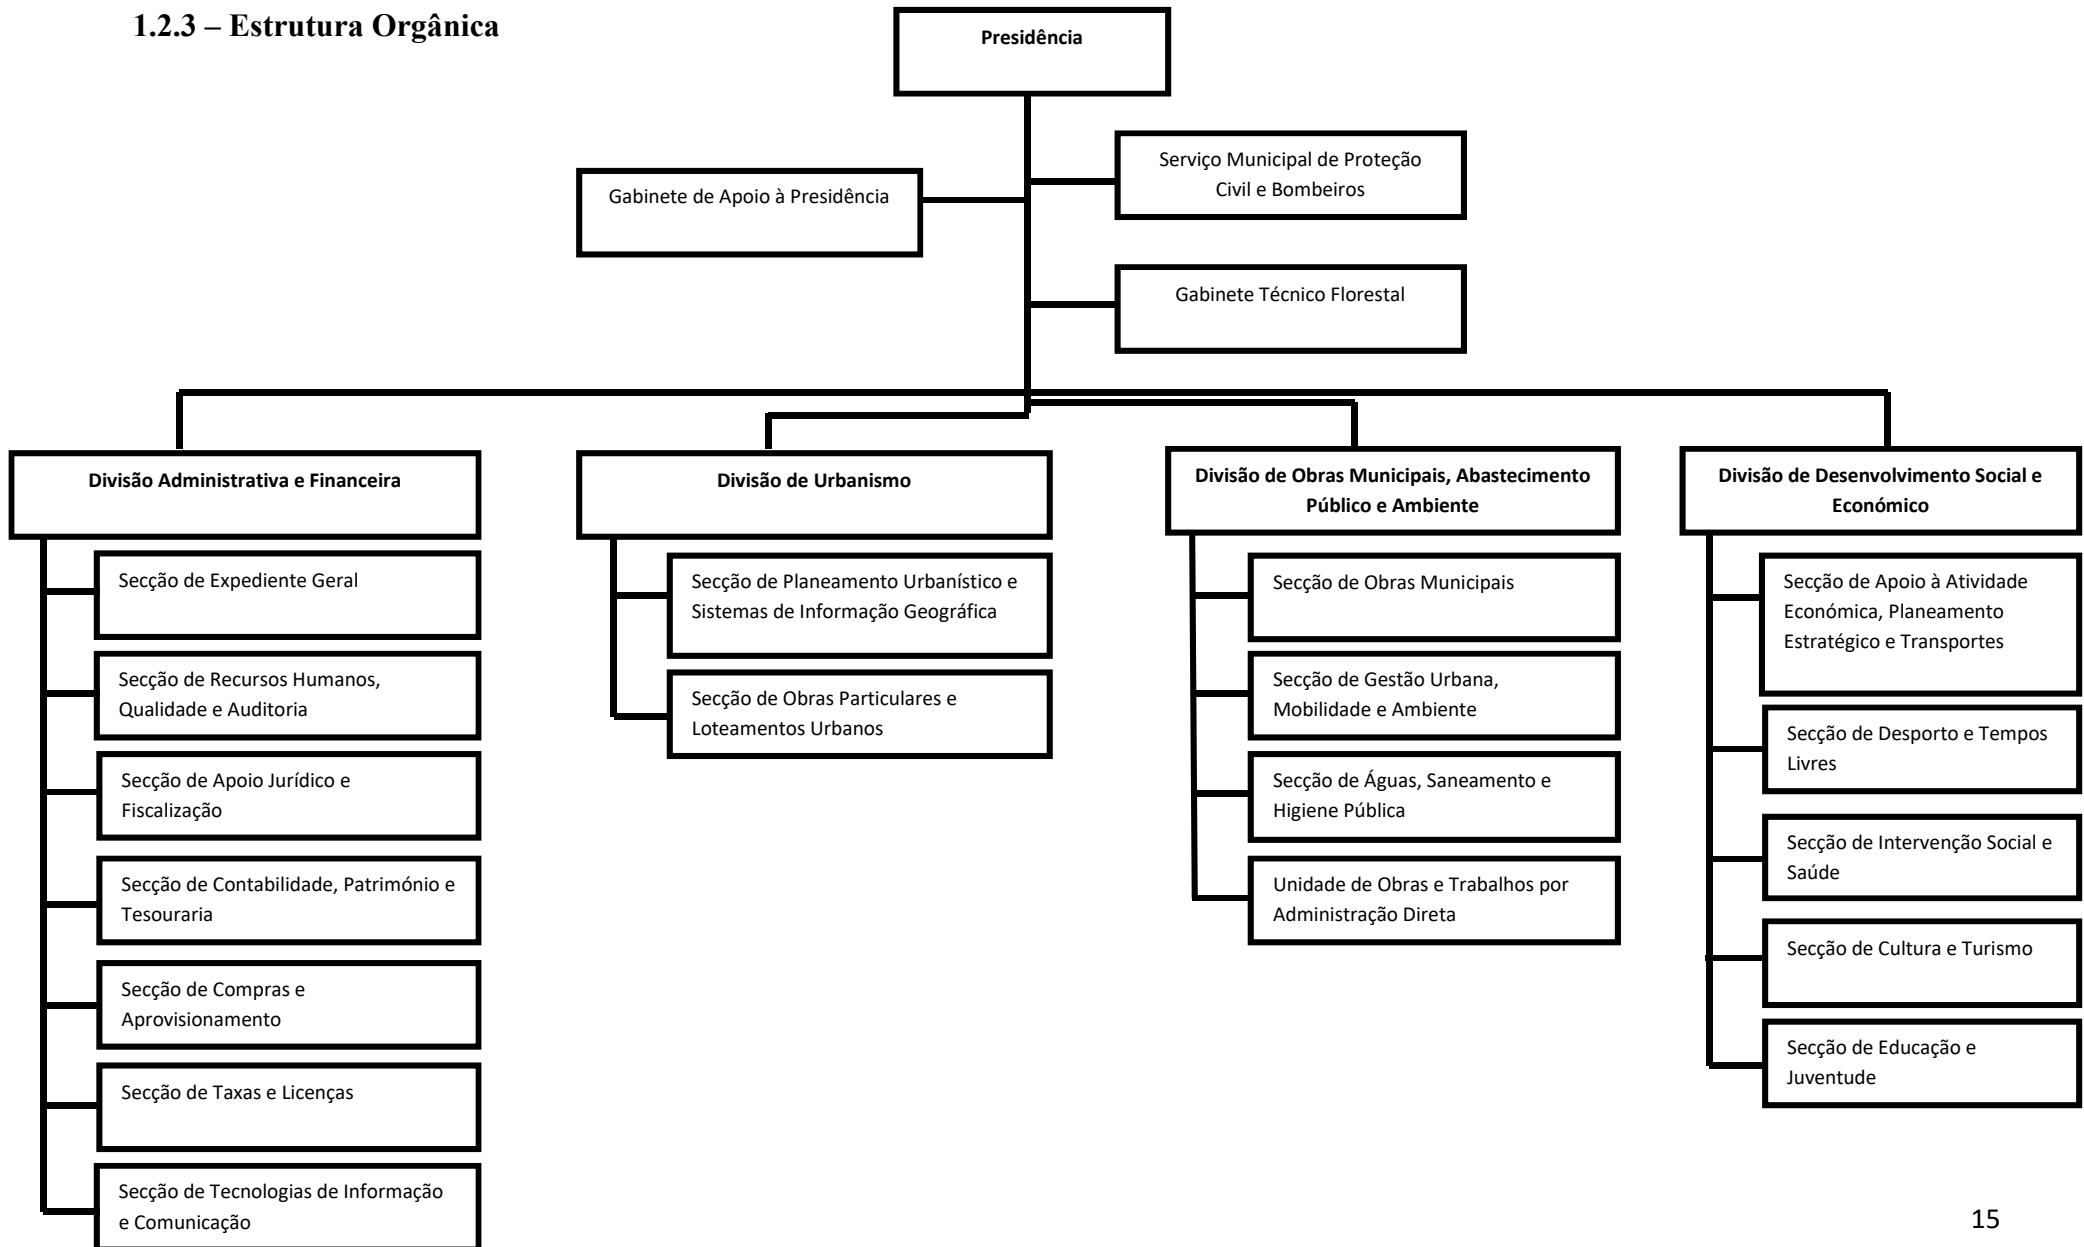 1.2.3 – Estrutura Orgânica
Presidência
Serviço Municipal de Proteção
Civil e Bombeiros
Gabinete de Apoio à Presidência
Gabinete Técnico Florestal
Divisão Administrativa e Financeira
Secção de Expediente Geral
Secção de Recursos Humanos,
Qualidade e Auditoria
Secção de Apoio Jurídico e
Fiscalização
Secção de Contabilidade, Património e
Tesouraria
Secção de Compras e
Aprovisionamento
Secção de Taxas e Licenças
Secção de Tecnologias de Informação
e Comunicação
Divisão de Urbanismo
Secção de Planeamento Urbanístico e
Sistemas de Informação Geográfica
Secção de Obras Particulares e
Loteamentos Urbanos
Divisão de Obras Municipais, Abastecimento
Público e Ambiente
Secção de Obras Municipais
Secção de Gestão Urbana,
Mobilidade e Ambiente
Secção de Águas, Saneamento e
Higiene Pública
Unidade de Obras e Trabalhos por
Administração Direta
Divisão de Desenvolvimento Social e
Económico
Secção de Apoio à Atividade
Económica, Planeamento
Estratégico e Transportes
Secção de Desporto e Tempos
Livres
Secção de Intervenção Social e
Saúde
Secção de Cultura e Turismo
Secção de Educação e
Juventude
15